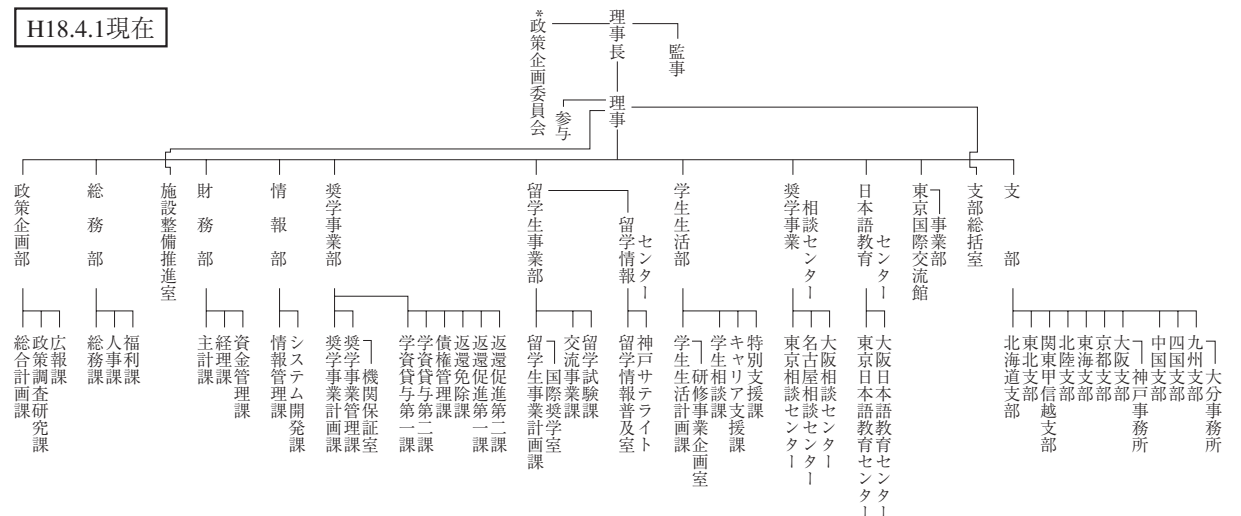 H18.4.1現在
*政策企画委員会
理事長
監事
理事
参与
政策企画部
総務部
施設整備推進室
財務部
情報部
奨学事業部
留学生事業部
留学情報
センター
学生生活部
奨学事業
相談センター
日本語教育
センター
東京国際交流館
事業部
支部総括室
支部
総合計画課
政策調査研究課
広報課
総務課
人事課
福利課
主計課
経理課
資金管理課
情報管理課
システム開発課
奨学事業計画課
奨学事業管理課
機関保証室
学資貸与第一課
学資貸与第二課
債権管理課
返還免除課
返還促進第一課
返還促進第二課
留学生事業計画課
国際奨学室
交流事業課
留学試験課
留学情報普及室
神戸サテライト
学生生活計画課
研修事業企画室
学生相談課
キャリア支援課
特別支援課
東京相談センター
名古屋相談センター
大阪相談センター
東京日本語教育センター
大阪日本語教育センター
北海道支部
東北支部
関東甲信越支部
北陸支部
東海支部
京都支部
大阪支部
神戸事務所
中国支部
四国支部
九州支部
大分事務所